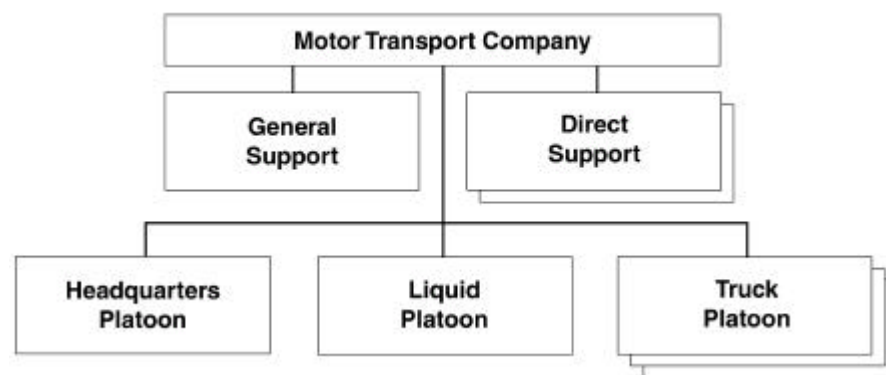 Motor Transport Company
General
Support
Direct
Support
Headquarters
Platoon
Liquid
Platoon
Truck
Platoon